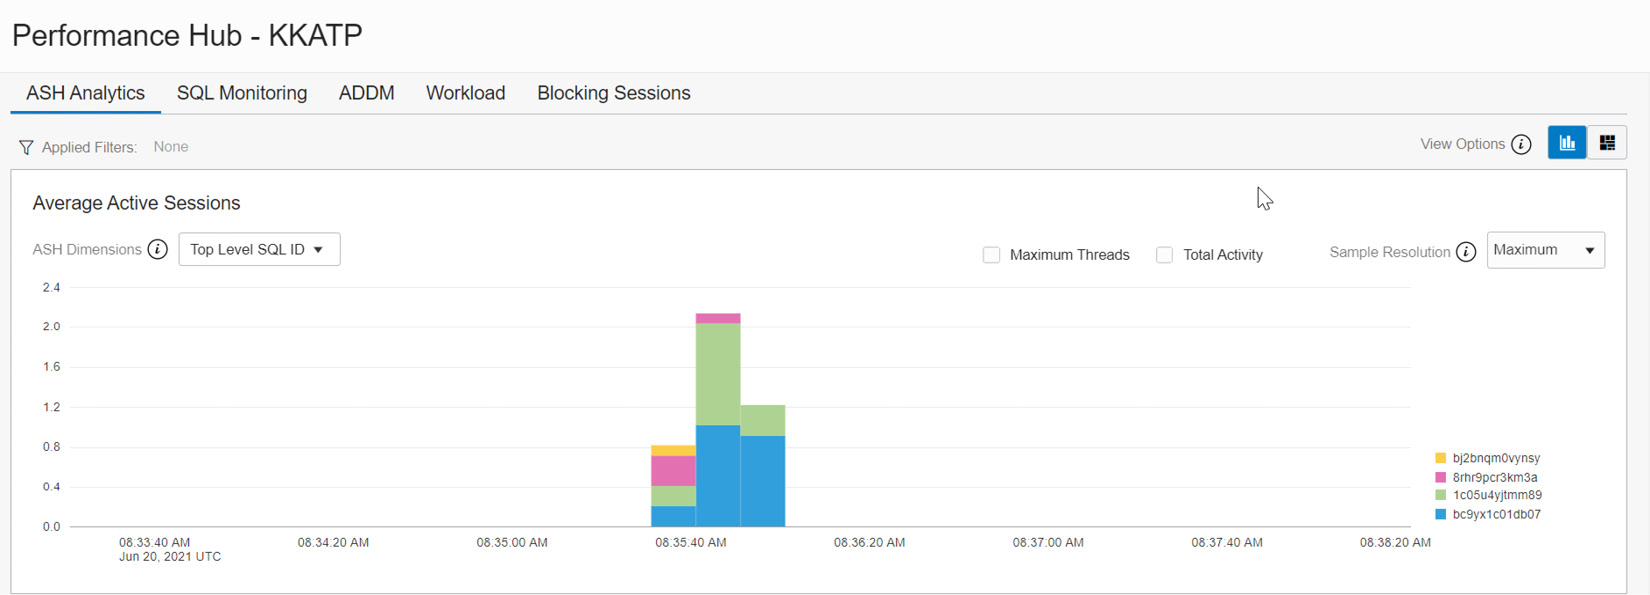 Performance Hub - KKATP
ASH Analytics SQL Monitoring ADDM Workload Blocking Sessions
Applied Filters: None
View Options
Average Active Sessions
ASH Dimensions Top Level SQL ID
Maximum Threads Total Activity Sample Resolution Maximum
2.4
2.0
1.6
1.2
0.8
0.4
0.0
bj2bnqm0vynsy
8rhr9pcr3km3a
1c05u4yjtmm89
bc9yx1c01db07
08:33:40 AM 08:34:20 AM 08:35:00 AM 08:35:40 AM 08:36:20 AM 08:37:00 AM 08:37:40 AM 08:38:20 AM
Jun 20, 2021 UTC